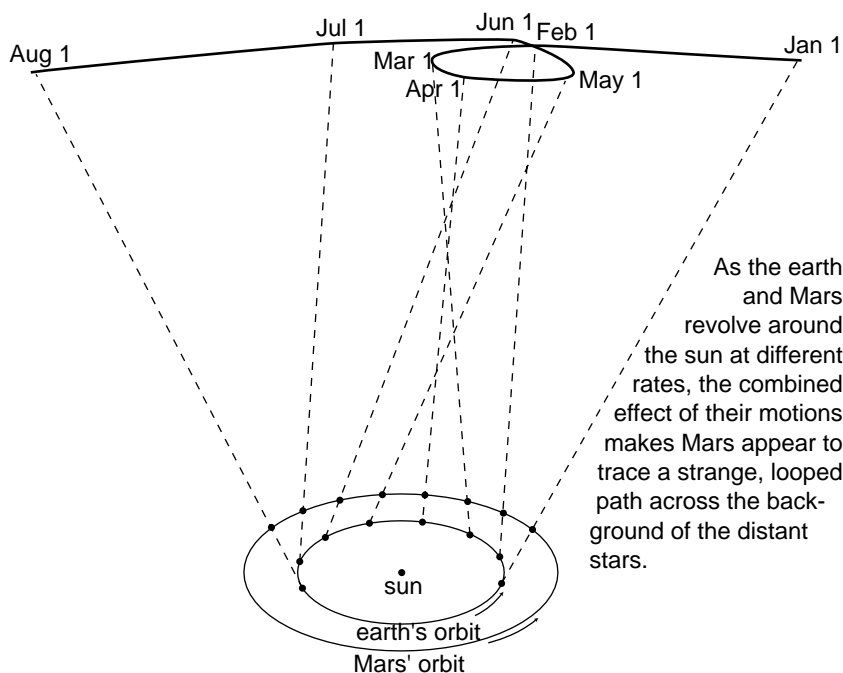 Aug 1
Jul 1
Jun 1
Feb 1
Jan 1
Mar 1
Apr 1
May 1
As the earth
and Mars
revolve around
the sun at different
rates, the combined
effect of their motions
makes Mars appear to
trace a strange, looped
path across the back-
ground of the distant
stars.
sun
earth's orbit
Mars' orbit